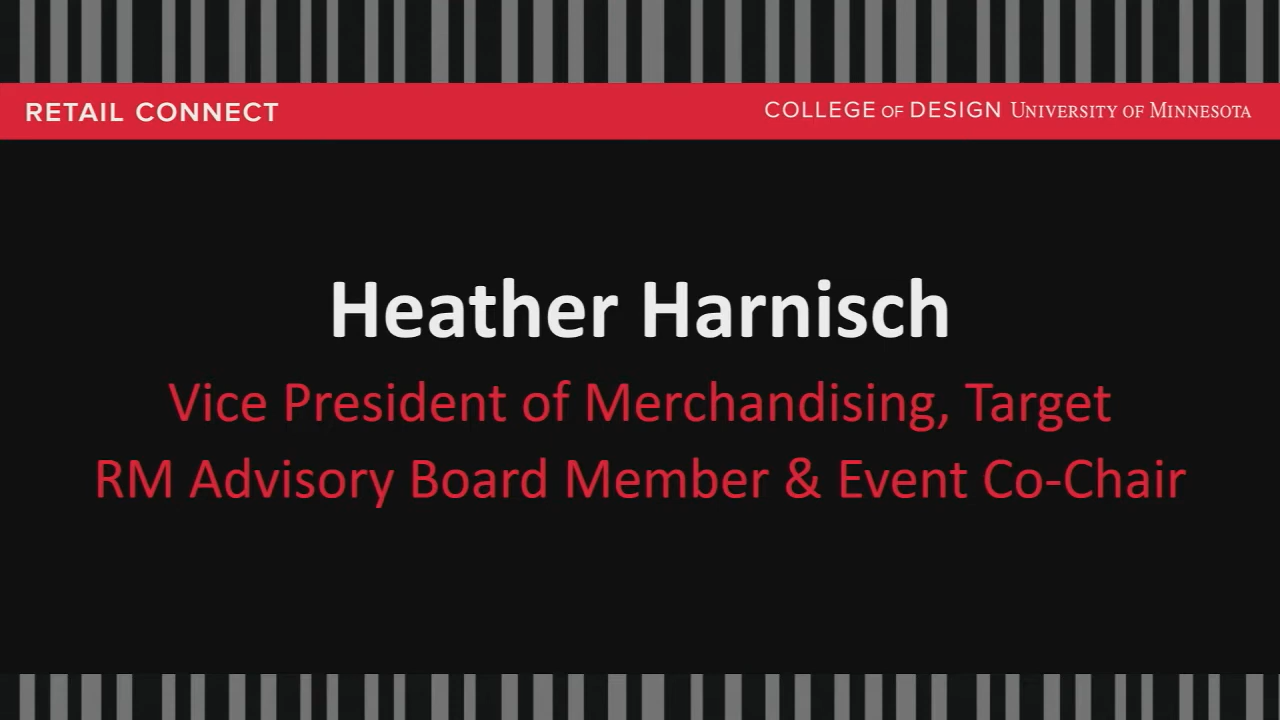 RETAIL CONNECT
COLLEGE OF DESIGN UNIVERSITY OF MINNESOTA
Heather Harnisch
Vice President of Merchandising, Target
RM Advisory Board Member & Event Co-Chair